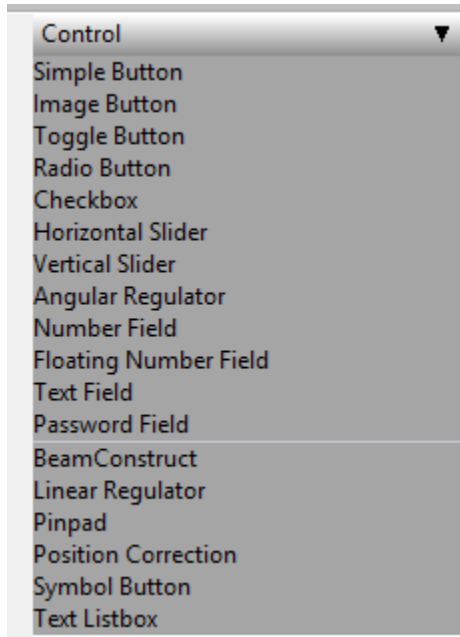 Control ▼
Simple Button
Image Button
Toggle Button
Radio Button
Checkbox
Horizontal Slider
Vertical Slider
Angular Regulator
Number Field
Floating Number Field
Text Field
Password Field
BeamConstruct
Linear Regulator
Pinpad
Position Correction
Symbol Button
Text Listbox